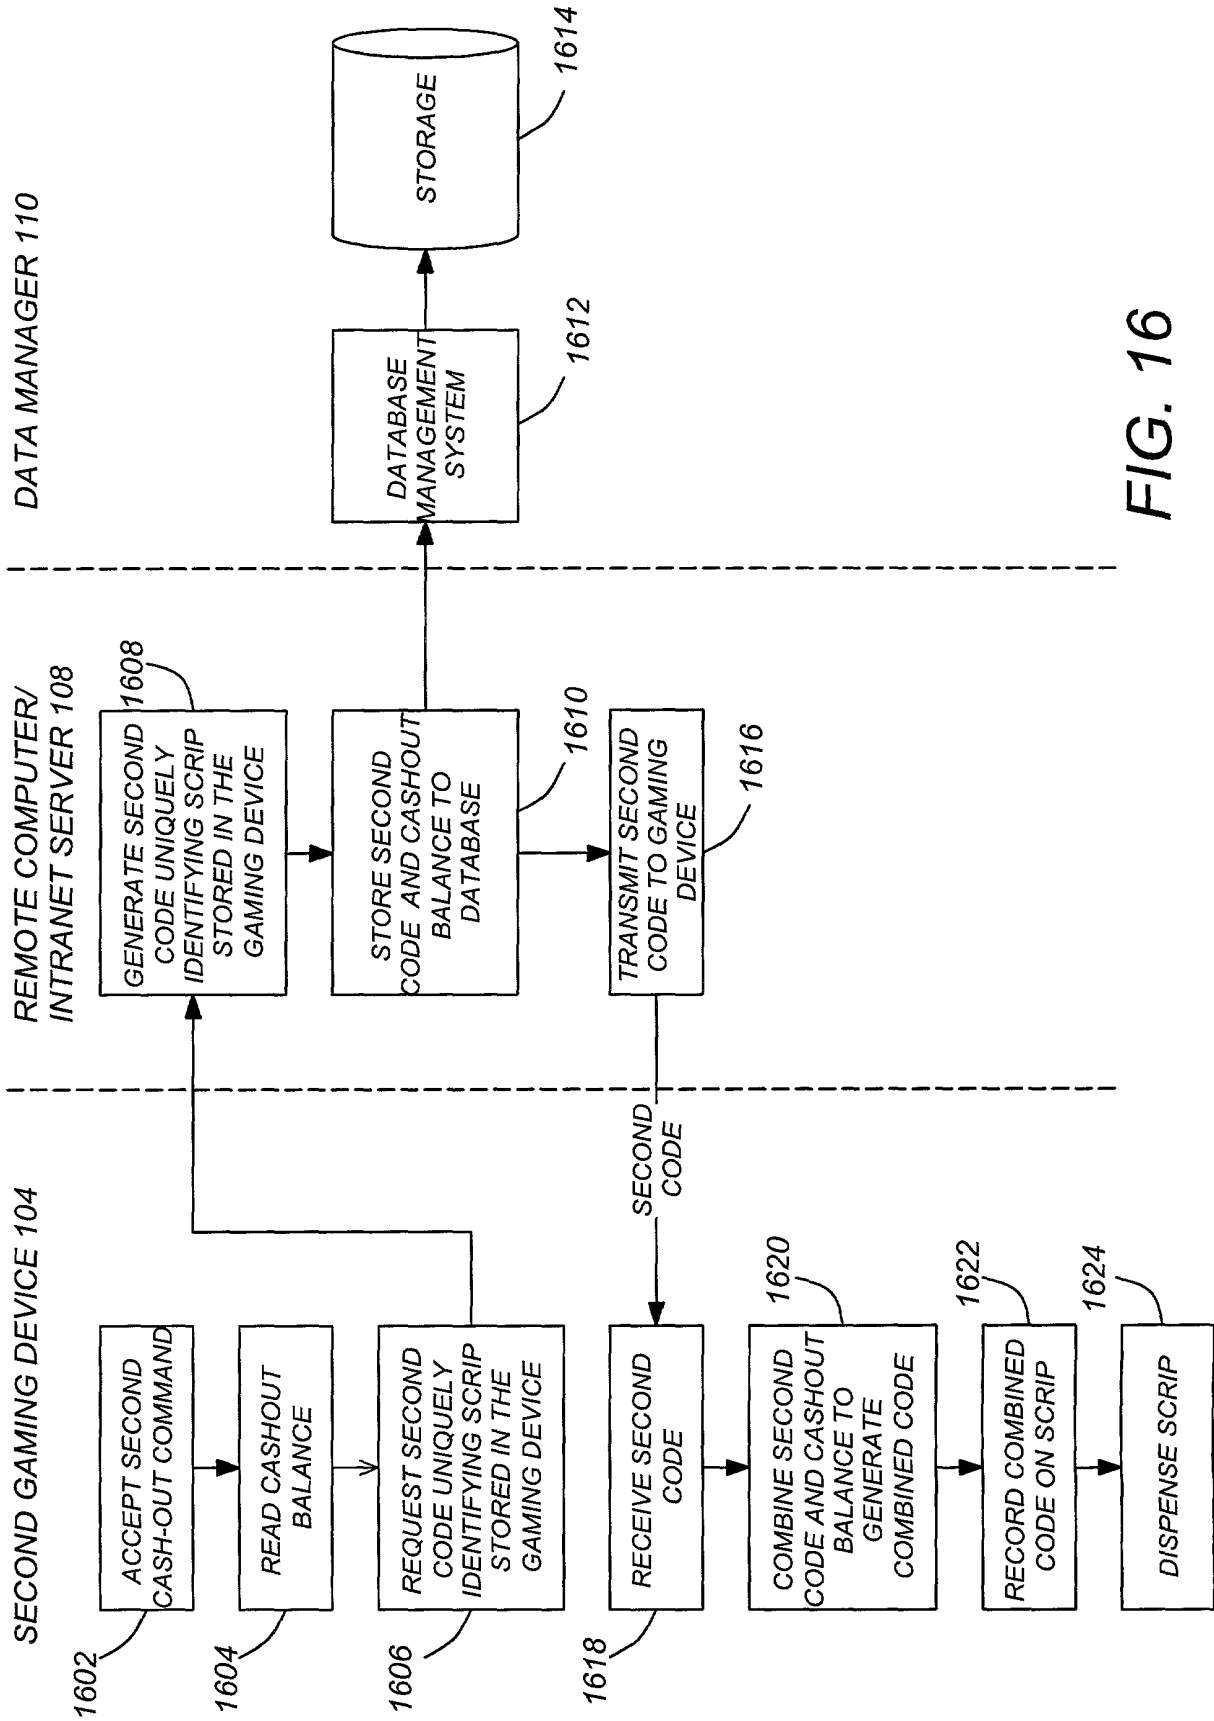 SECOND GAMING DEVICE 104
ACCEPT SECOND
CASH-OUT COMMAND
1602
READ CASHOUT
BALANCE
1604
REQUEST SECOND
CODE UNIQUELY
IDENTIFYING SCRIP
STORED IN THE
GAMING DEVICE
1606
RECEIVE SECOND
CODE
1618
COMBINE SECOND
CODE AND CASHOUT
BALANCE TO
GENERATE
COMBINED CODE
1620
RECORD COMBINED
CODE ON SCRIP
1622
DISPENSE SCRIP
1624
SECOND
CODE
REMOTE COMPUTER/
INTRANET SERVER 108
GENERATE SECOND
CODE UNIQUELY
IDENTIFYING SCRIP
STORED IN THE
GAMING DEVICE
1608
STORE SECOND
CODE AND CASHOUT
BALANCE TO
DATABASE
1610
TRANSMIT SECOND
CODE TO GAMING
DEVICE
1616
DATA MANAGER 110
DATABASE
MANAGEMENT
SYSTEM
1612
STORAGE
1614
FIG. 16